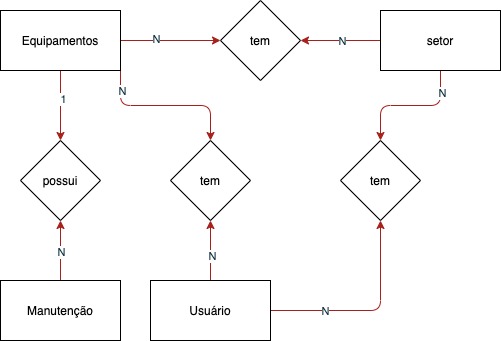 Equipamentos
N
tem
N
setor
1
N
N
possui
tem
tem
N
N
Manutenção
Usuário
N